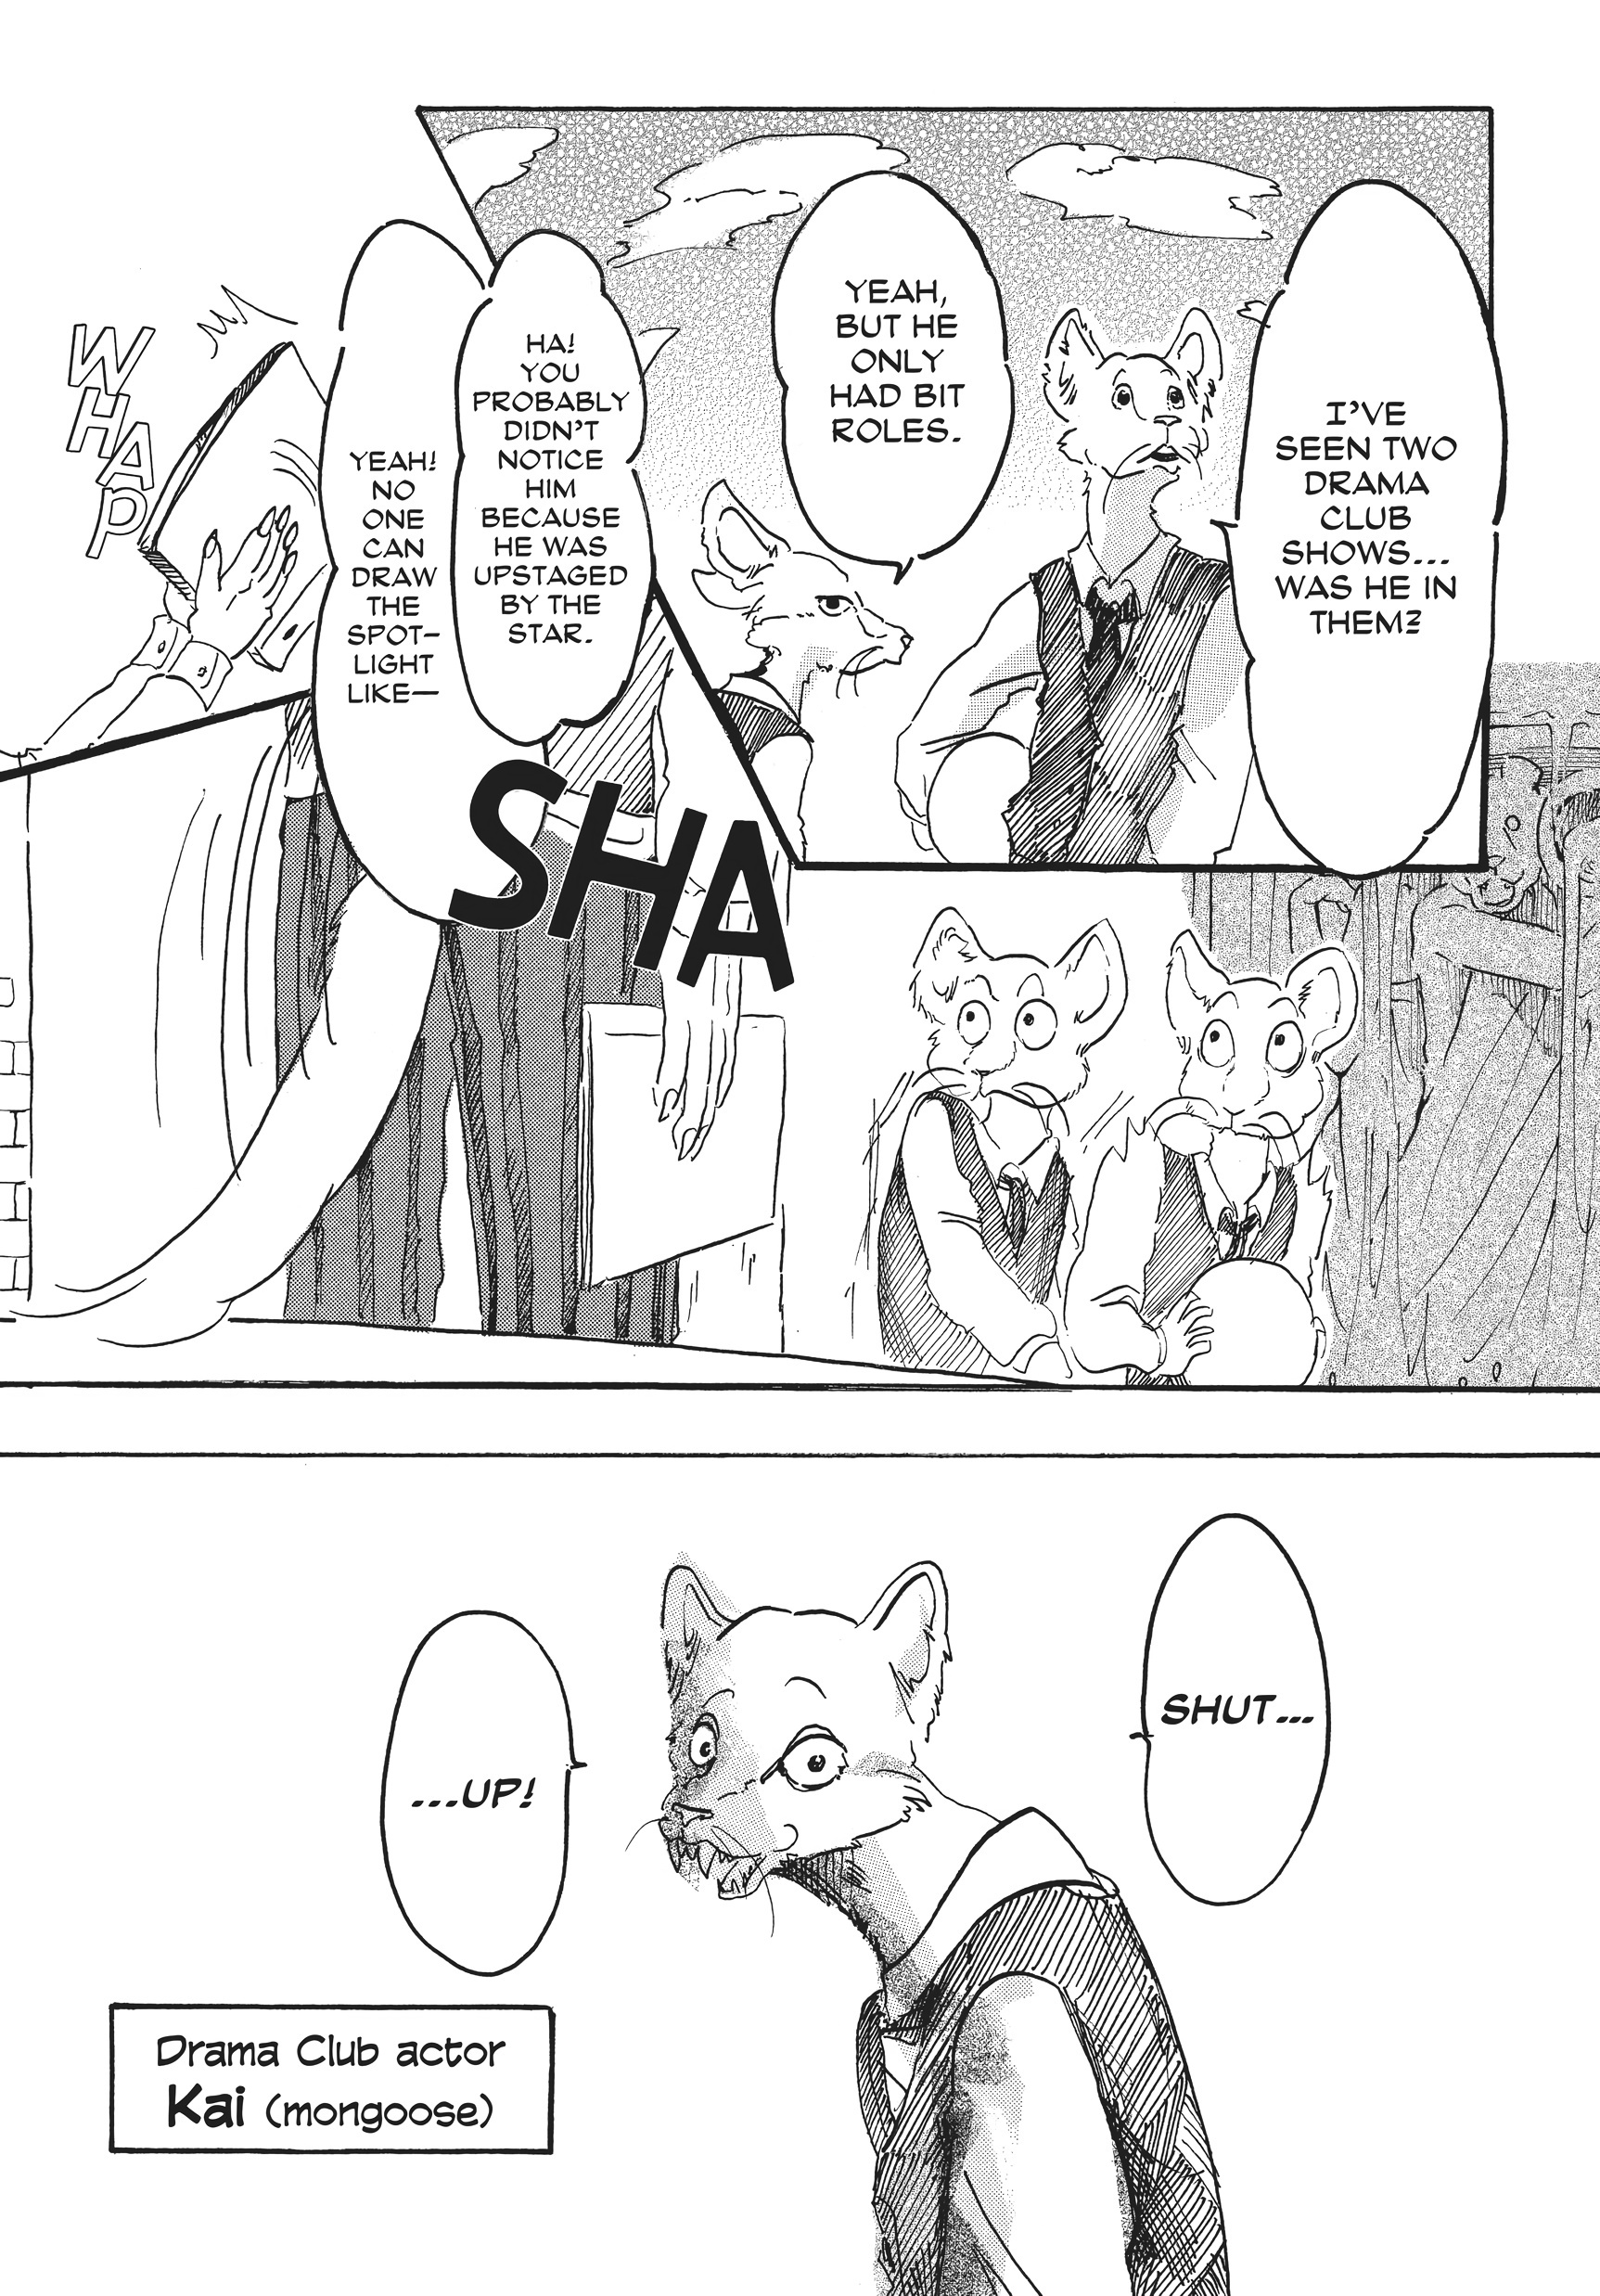 I'VE
SEEN TWO
DRAMA
CLUB
SHOWS...
WAS HE IN
THEM?
YEAH,
BUT HE
ONLY
HAD BIT
ROLES.
HA!
YOU
PROBABLY
DIDN'T
NOTICE
HIM
BECAUSE
HE WAS
UPSTAGED
BY THE
STAR.
YEAH!
NO
ONE
CAN
DRAW
THE
SPOT-
LIGHT
LIKE—
WHAP
SHA
SHUT...
...UP!
Drama Club actor
Kai (mongoose)